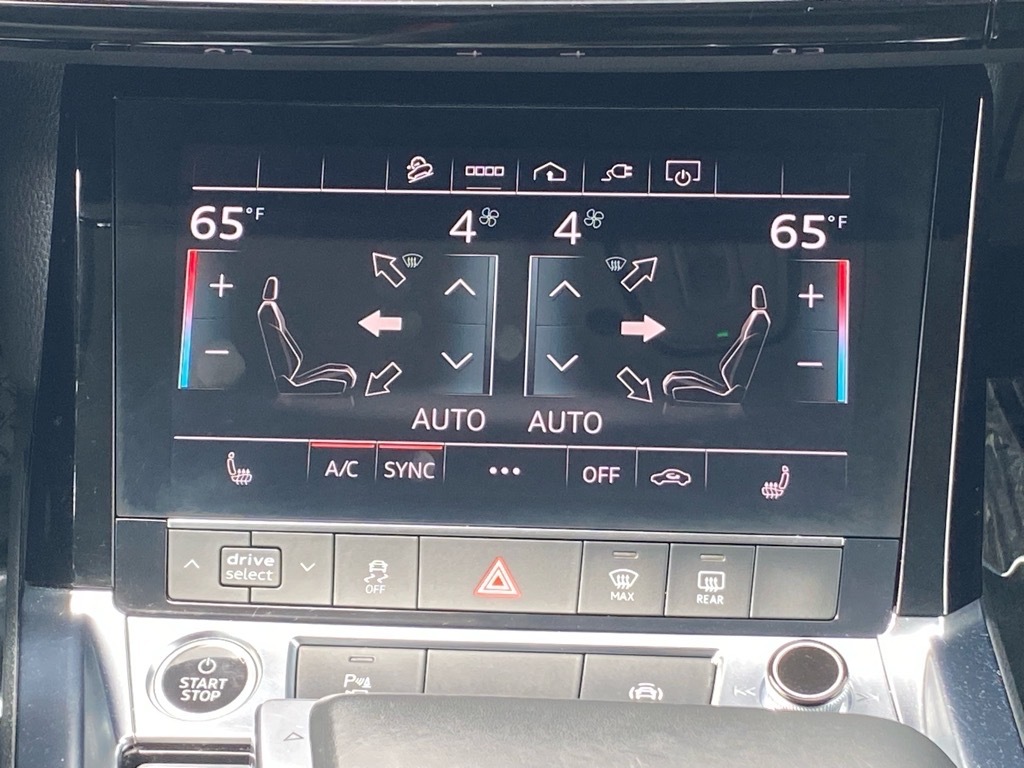 65°F 4 4 65°F
+ +
− −
AUTO AUTO
A/C SYNC ••• OFF
drive
select
OFF
MAX
REAR
START
STOP
P